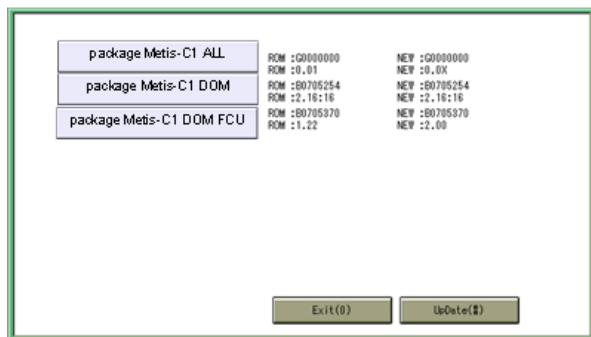 package Metis-C1 ALL
ROM :G0000000 NEW :G0000000
ROM :0.01 NEW :0.0X
package Metis-C1 DOM
ROM :B0705254 NEW :B0705254
ROM :2.16:16 NEW :2.16:16
package Metis-C1 DOM FCU
ROM :B0705370 NEW :B0705370
ROM :1.22 NEW :2.00
Exit(0) UpDate(#)